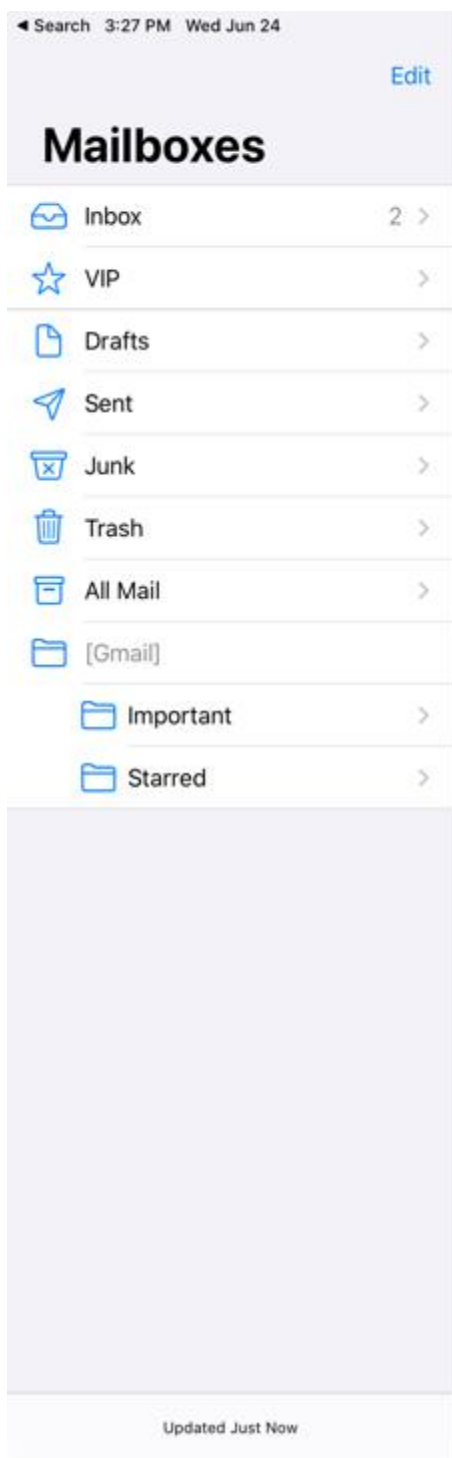 ◀ Search 3:27 PM Wed Jun 24
Edit
Mailboxes
Inbox 2 >
VIP >
Drafts >
Sent >
Junk >
Trash >
All Mail >
[Gmail]
Important >
Starred >
Updated Just Now